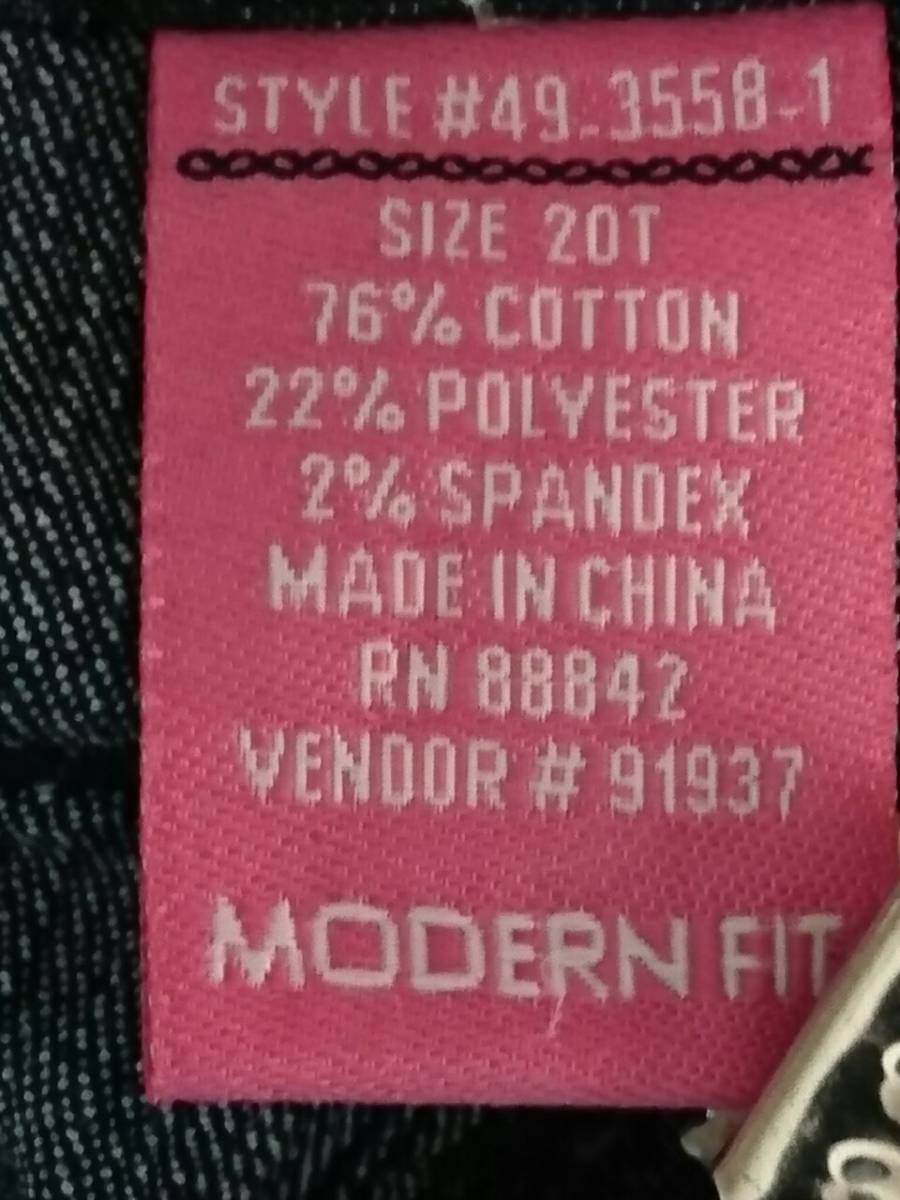 STYLE #49-3558-1
SIZE 20T
76% COTTON
22% POLYESTER
2% SPANDEX
MADE IN CHINA
RN 88842
VENDOR # 91937
MODERN FIT